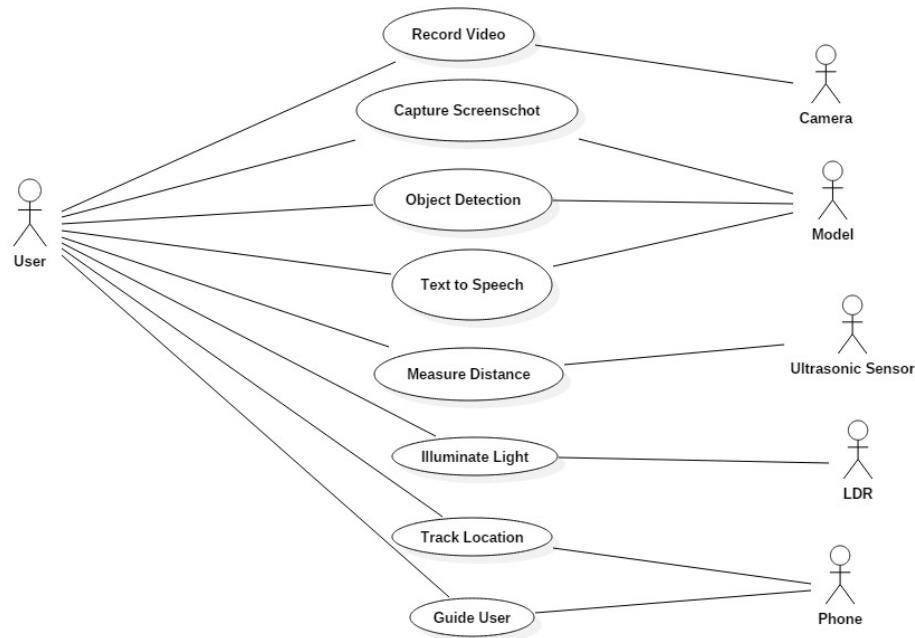 Record Video
Camera
Capture Screenschot
Object Detection
Model
User
Text to Speech
Measure Distance
Ultrasonic Sensor
Illuminate Light
LDR
Track Location
Guide User
Phone